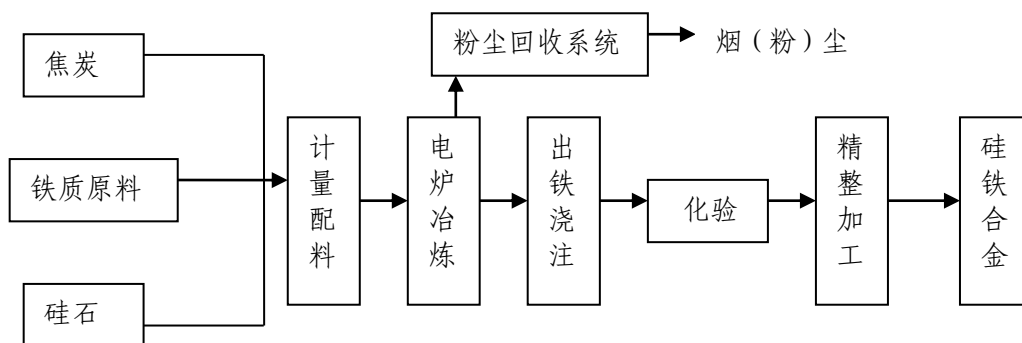 粉尘回收系统
烟（粉）尘
焦炭
铁质原料
硅石
计量配料
电炉冶炼
出铁浇注
化验
精整加工
硅铁合金